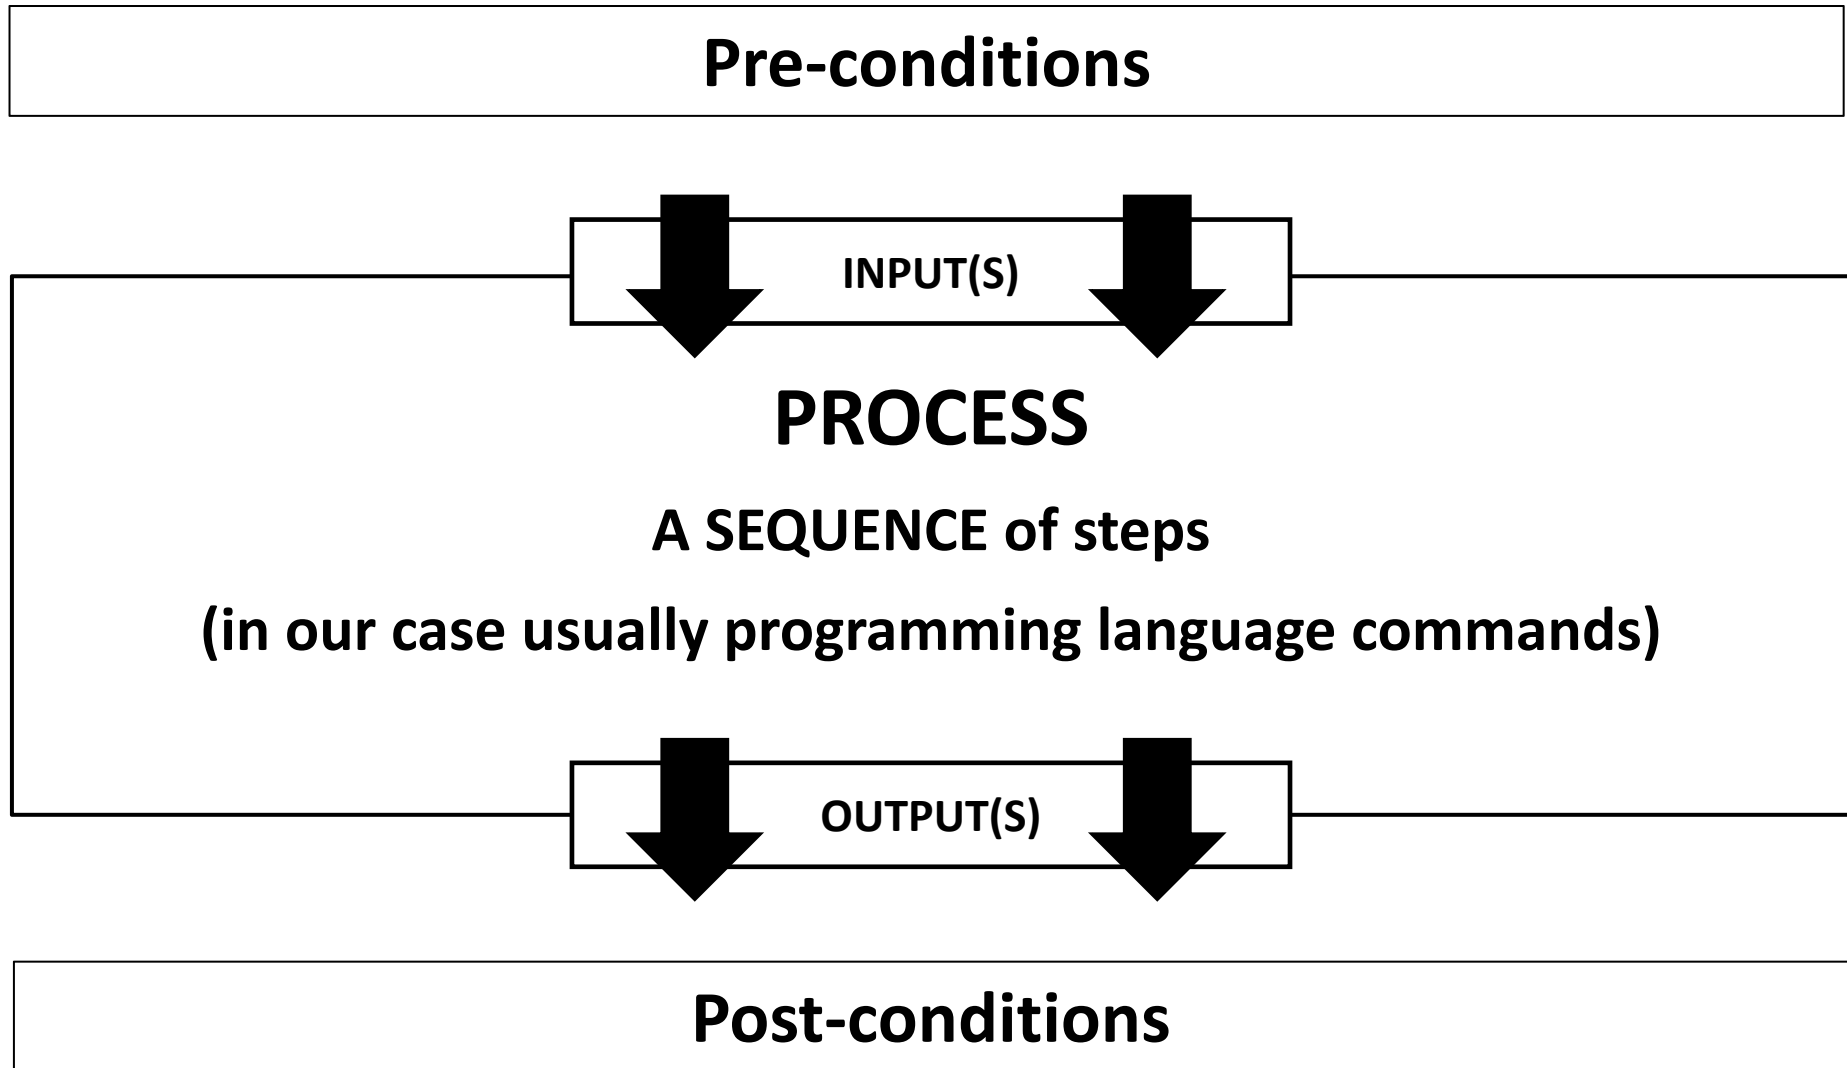 Pre-conditions
INPUT(S)
PROCESS
A SEQUENCE of steps
(in our case usually programming language commands)
OUTPUT(S)
Post-conditions